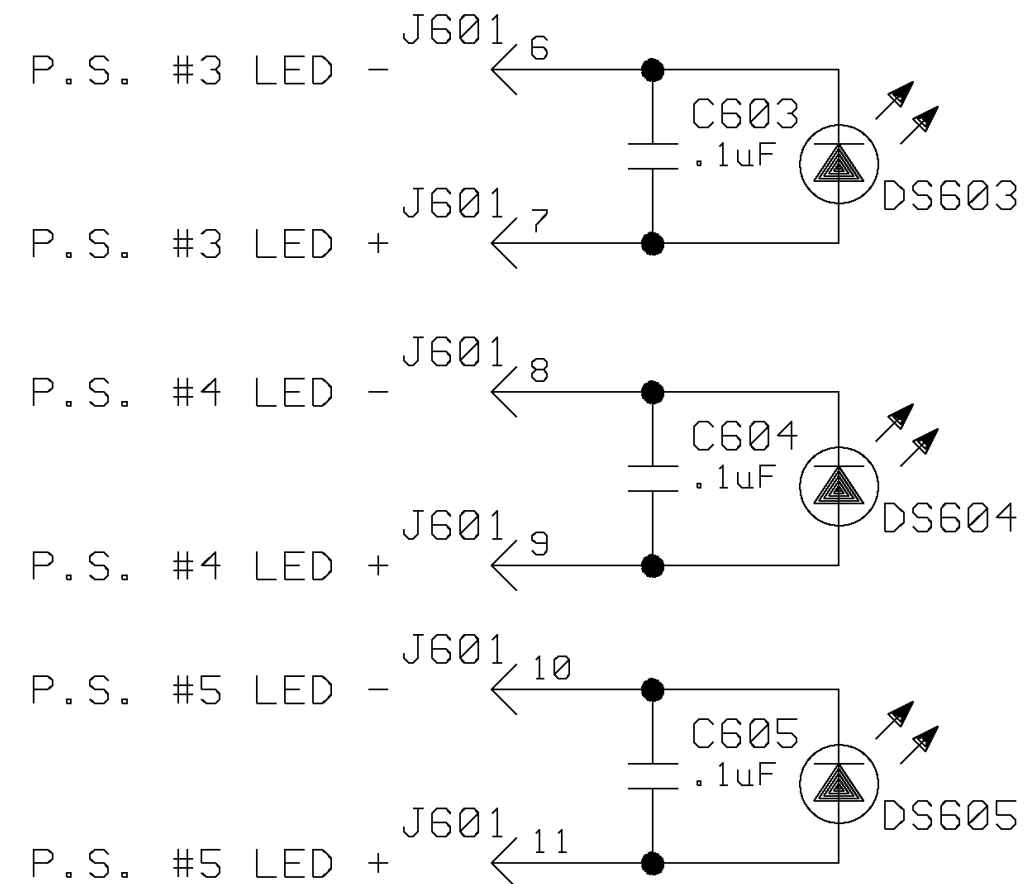 J601 6
P.S. #3 LED -
C603
.1uF
DS603
J601 7
P.S. #3 LED +
J601 8
P.S. #4 LED -
C604
.1uF
DS604
J601 9
P.S. #4 LED +
J601 10
P.S. #5 LED -
C605
.1uF
DS605
J601 11
P.S. #5 LED +